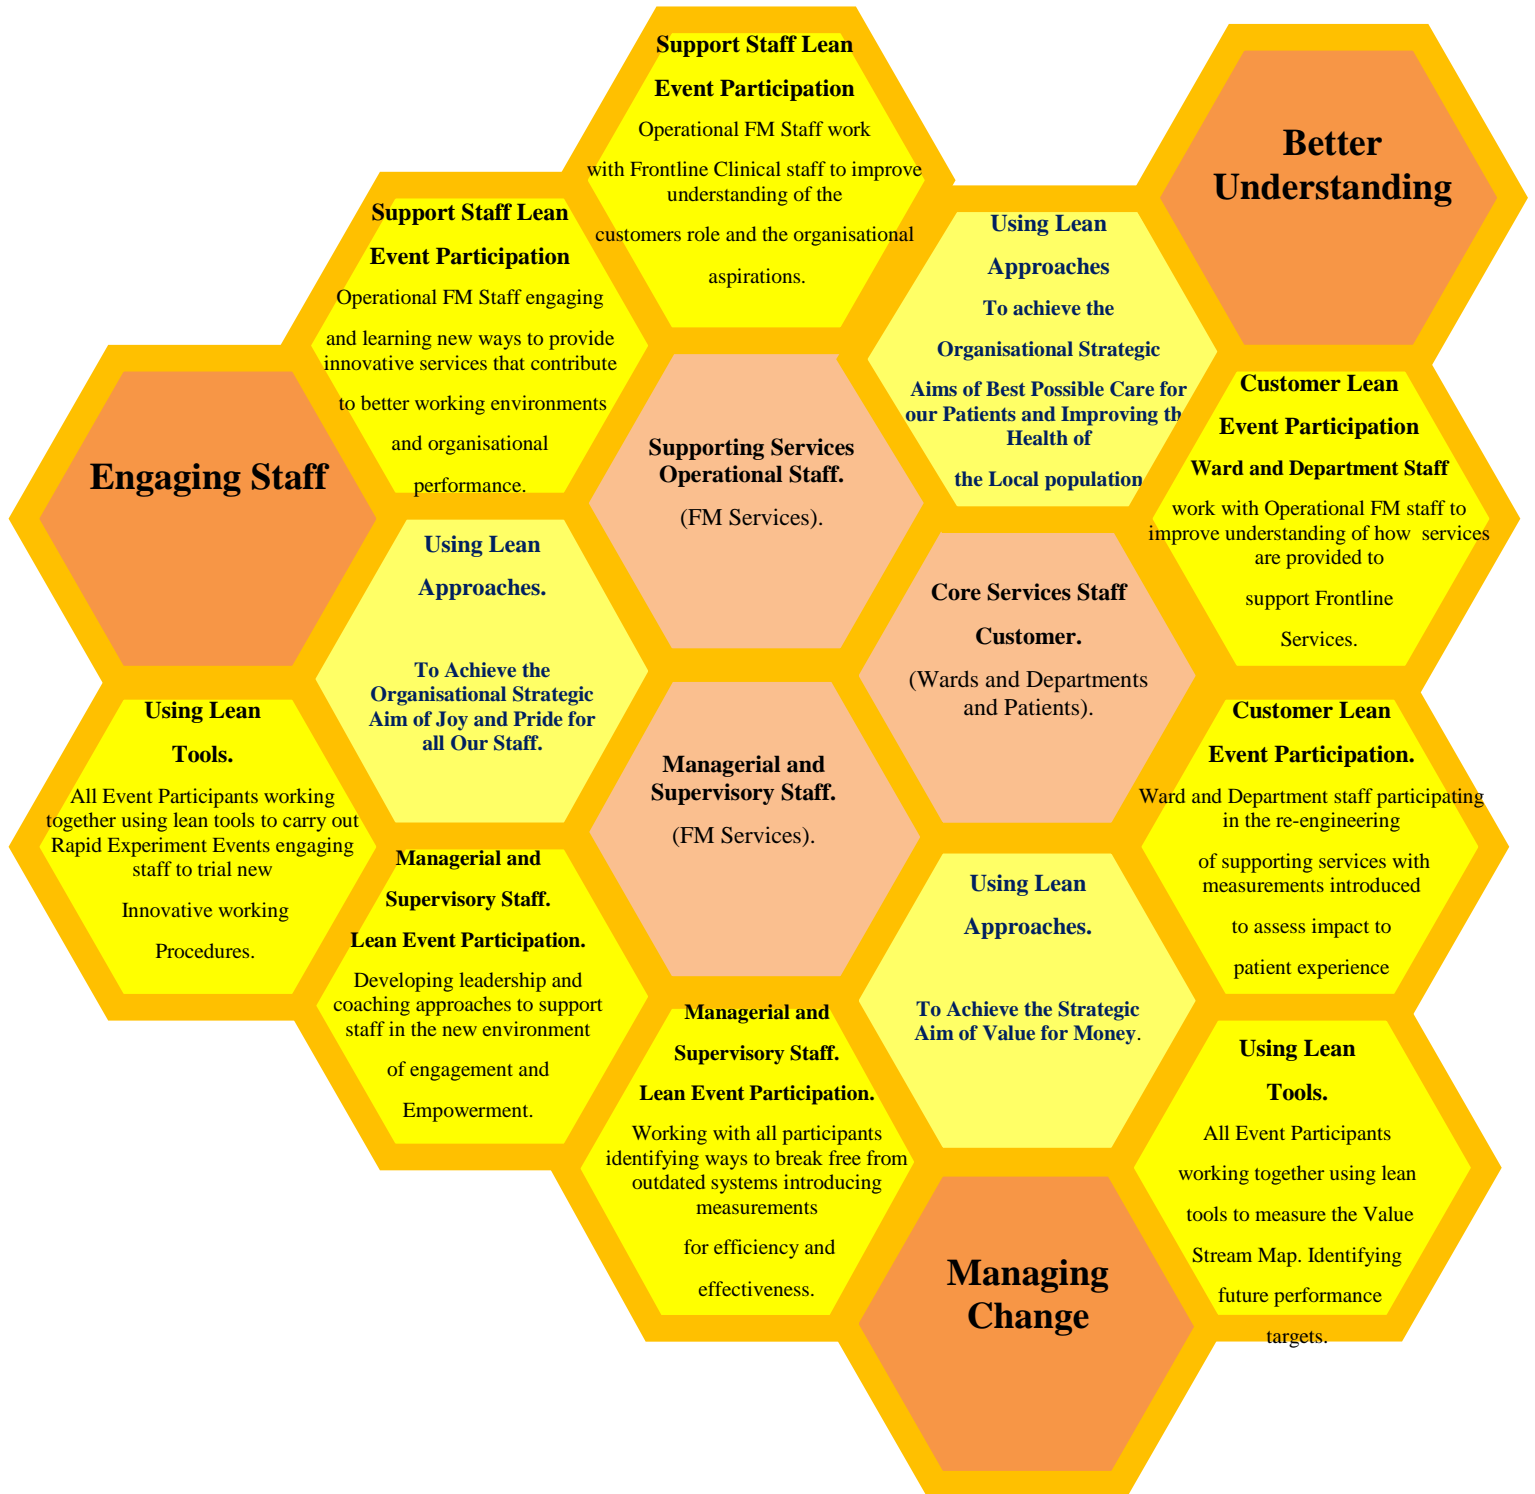 Support Staff Lean
Event Participation
Operational FM Staff work
with Frontline Clinical staff to improve
understanding of the
customers role and the organisational
aspirations.
Better
Understanding
Support Staff Lean
Event Participation
Operational FM Staff engaging
and learning new ways to provide
innovative services that contribute
to better working environments
and organisational
performance.
Using Lean
Approaches
To achieve the
Organisational Strategic
Aims of Best Possible Care for
our Patients and Improving th
Health of
the Local population
Engaging Staff
Supporting Services
Operational Staff.
(FM Services).
Customer Lean
Event Participation
Ward and Department Staff
work with Operational FM staff to
improve understanding of how services
are provided to
support Frontline
Services.
Using Lean
Approaches.
To Achieve the
Organisational Strategic
Aim of Joy and Pride for
all Our Staff.
Core Services Staff
Customer.
(Wards and Departments
and Patients).
Using Lean
Tools.
All Event Participants working
together using lean tools to carry out
Rapid Experiment Events engaging
staff to trial new
Innovative working
Procedures.
Managerial and
Supervisory Staff.
(FM Services).
Customer Lean
Event Participation.
Ward and Department staff participating
in the re-engineering
of supporting services with
measurements introduced
to assess impact to
patient experience
Managerial and
Supervisory Staff.
Lean Event Participation.
Developing leadership and
coaching approaches to support
staff in the new environment
of engagement and
Empowerment.
Using Lean
Approaches.
To Achieve the Strategic
Aim of Value for Money.
Managerial and
Supervisory Staff.
Lean Event Participation.
Working with all participants
identifying ways to break free from
outdated systems introducing
measurements
for efficiency and
effectiveness.
Using Lean
Tools.
All Event Participants
working together using lean
tools to measure the Value
Stream Map. Identifying
future performance
targets.
Managing
Change